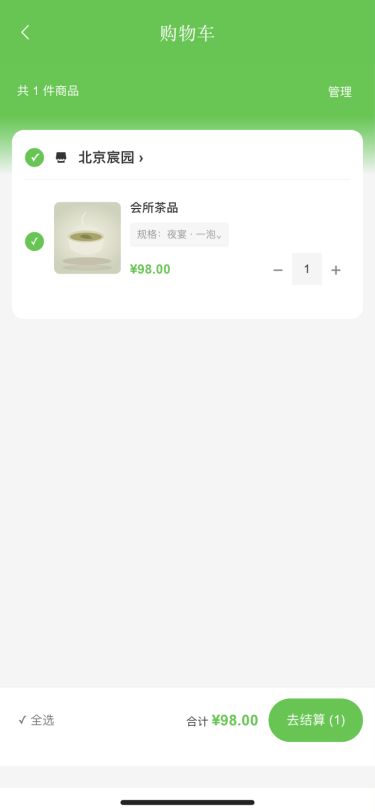 购物车
共 1 件商品
管理
北京宸园 ›
会所茶品
规格：夜宴 · 一泡
¥98.00
− 1 +
✓ 全选
合计 ¥98.00
去结算 (1)